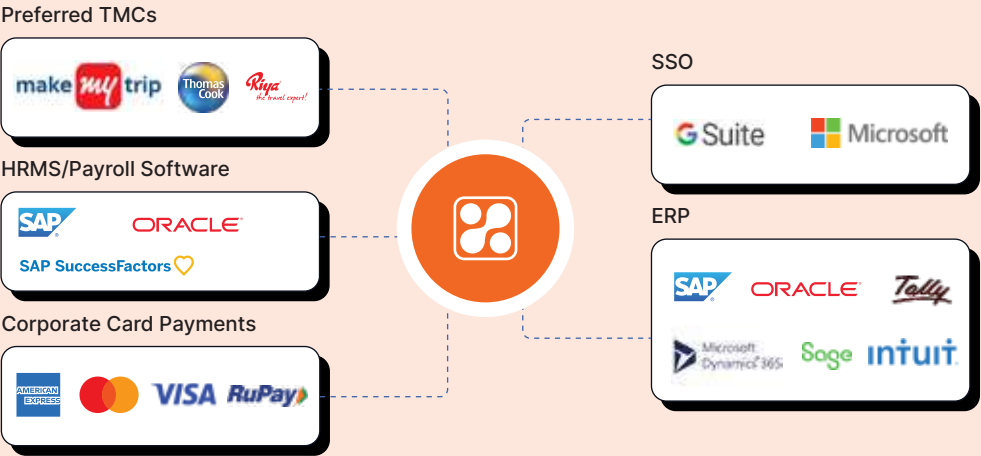 Preferred TMCs
make my trip
Thomas
Cook
Riya
the travel expert!
HRMS/Payroll Software
SAP®
ORACLE®
SAP SuccessFactors
Corporate Card Payments
AMERICAN
EXPRESS
VISA
RuPay
SSO
G Suite
Microsoft
ERP
SAP®
ORACLE®
Tally
Microsoft
Dynamics 365
Sage
intuit